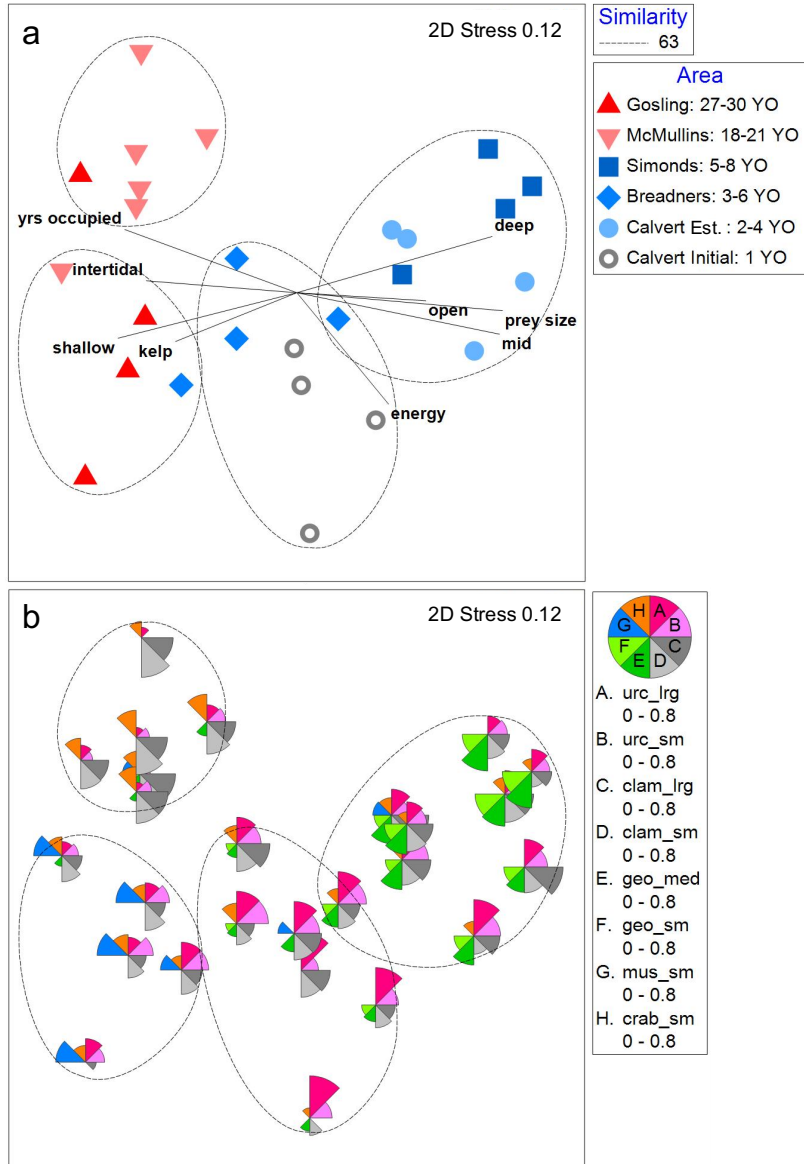 a
2D Stress 0.12
yrs occupied
intertidal
shallow
kelp
deep
open
prey size
mid
energy
Similarity
63
Area
Gosling: 27-30 YO
McMullins: 18-21 YO
Simonds: 5-8 YO
Breadners: 3-6 YO
Calvert Est. : 2-4 YO
Calvert Initial: 1 YO
b
2D Stress 0.12
H A
G B
F C
E D
A. urc_lrg
0 - 0.8
B. urc_sm
0 - 0.8
C. clam_lrg
0 - 0.8
D. clam_sm
0 - 0.8
E. geo_med
0 - 0.8
F. geo_sm
0 - 0.8
G. mus_sm
0 - 0.8
H. crab_sm
0 - 0.8